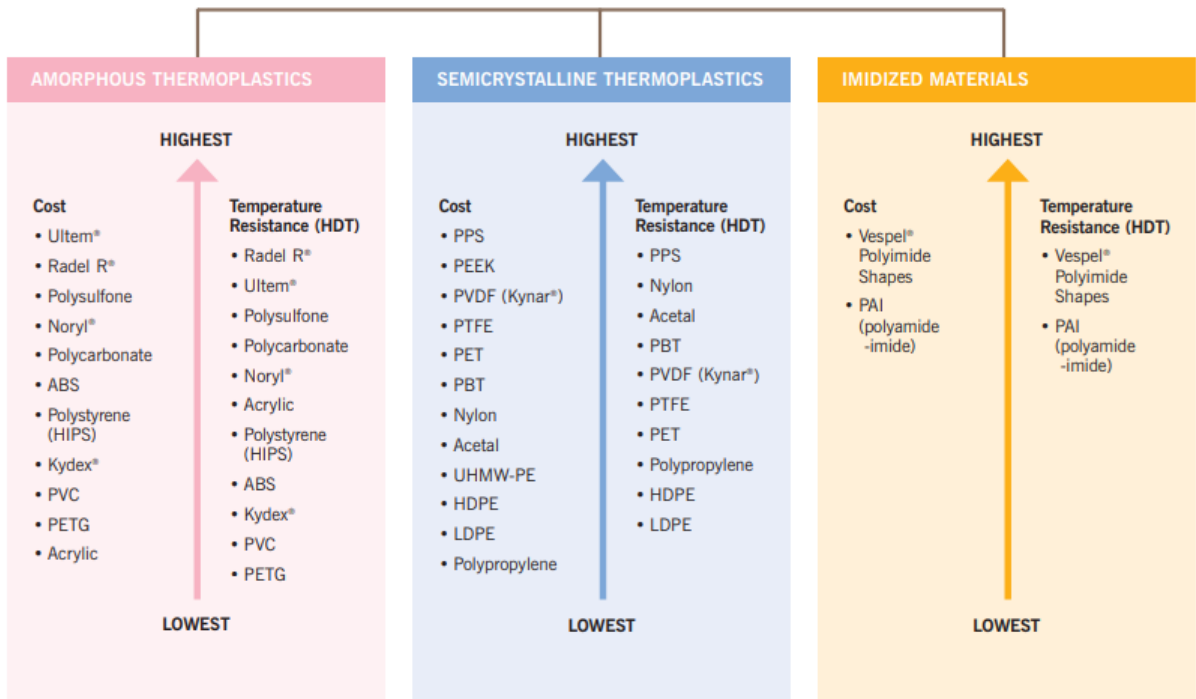 AMORPHOUS THERMOPLASTICS
HIGHEST
Cost
• Ultem®
• Radel R®
• Polysulfone
• Noryl®
• Polycarbonate
• ABS
• Polystyrene
(HIPS)
• Kydex®
• PVC
• PETG
• Acrylic
Temperature
Resistance (HDT)
• Radel R®
• Ultem®
• Polysulfone
• Polycarbonate
• Noryl®
• Acrylic
• Polystyrene
(HIPS)
• ABS
• Kydex®
• PVC
• PETG
LOWEST
SEMICRYSTALLINE THERMOPLASTICS
HIGHEST
Cost
• PPS
• PEEK
• PVDF (Kynar®)
• PTFE
• PET
• PBT
• Nylon
• Acetal
• UHMW-PE
• HDPE
• LDPE
• Polypropylene
Temperature
Resistance (HDT)
• PPS
• Nylon
• Acetal
• PBT
• PVDF (Kynar®)
• PTFE
• PET
• Polypropylene
• HDPE
• LDPE
LOWEST
IMIDIZED MATERIALS
HIGHEST
Cost
• Vespel®
Polyimide
Shapes
• PAI
(polyamide
-imide)
Temperature
Resistance (HDT)
• Vespel®
Polyimide
Shapes
• PAI
(polyamide
-imide)
LOWEST